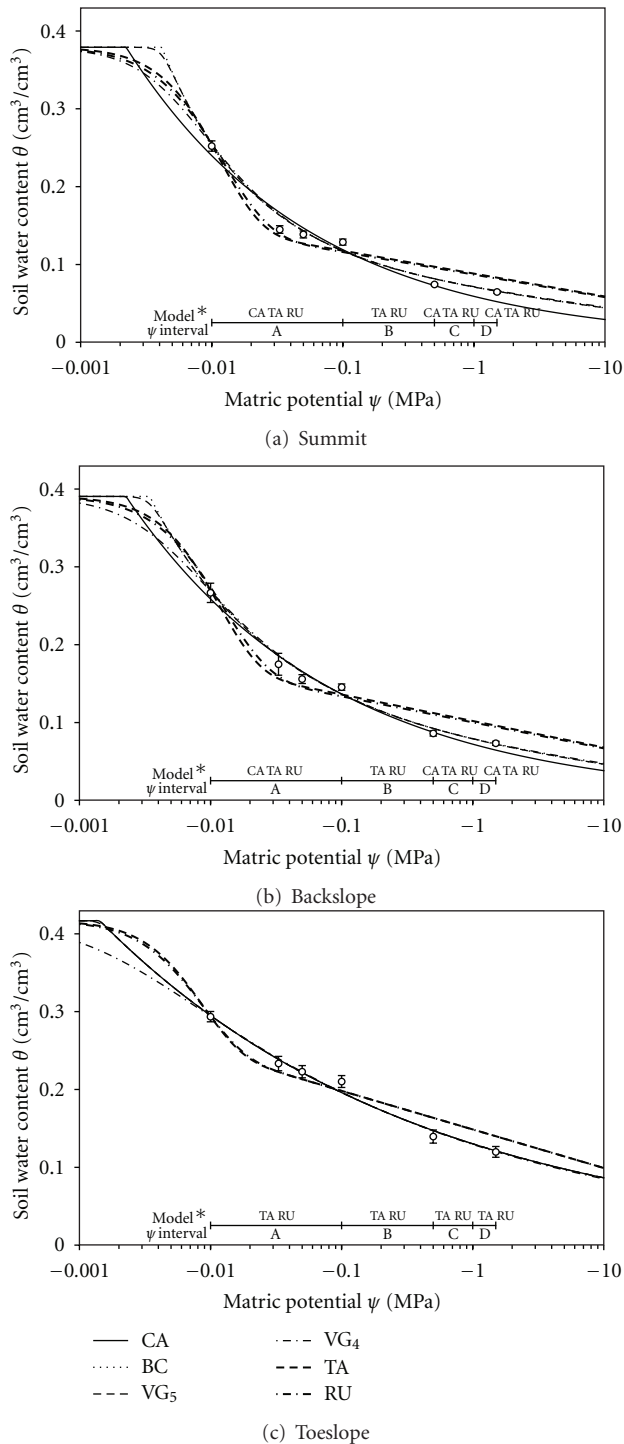 0.4
0.3
0.2
0.1
0
Soil water content θ (cm³/cm³)
Model*
ψ interval
CA TA RU
TA RU
CA TA RU
CA TA RU
A
B
C
D
−0.001
−0.01
−0.1
−1
−10
Matric potential ψ (MPa)
(a) Summit
0.4
0.3
0.2
0.1
0
Soil water content θ (cm³/cm³)
Model*
ψ interval
CA TA RU
TA RU
CA TA RU
CA TA RU
A
B
C
D
−0.001
−0.01
−0.1
−1
−10
Matric potential ψ (MPa)
(b) Backslope
0.4
0.3
0.2
0.1
0
Soil water content θ (cm³/cm³)
Model*
ψ interval
TA RU
TA RU
TA RU
TA RU
A
B
C
D
−0.001
−0.01
−0.1
−1
−10
Matric potential ψ (MPa)
CA
BC
VG₅
VG₄
TA
RU
(c) Toeslope